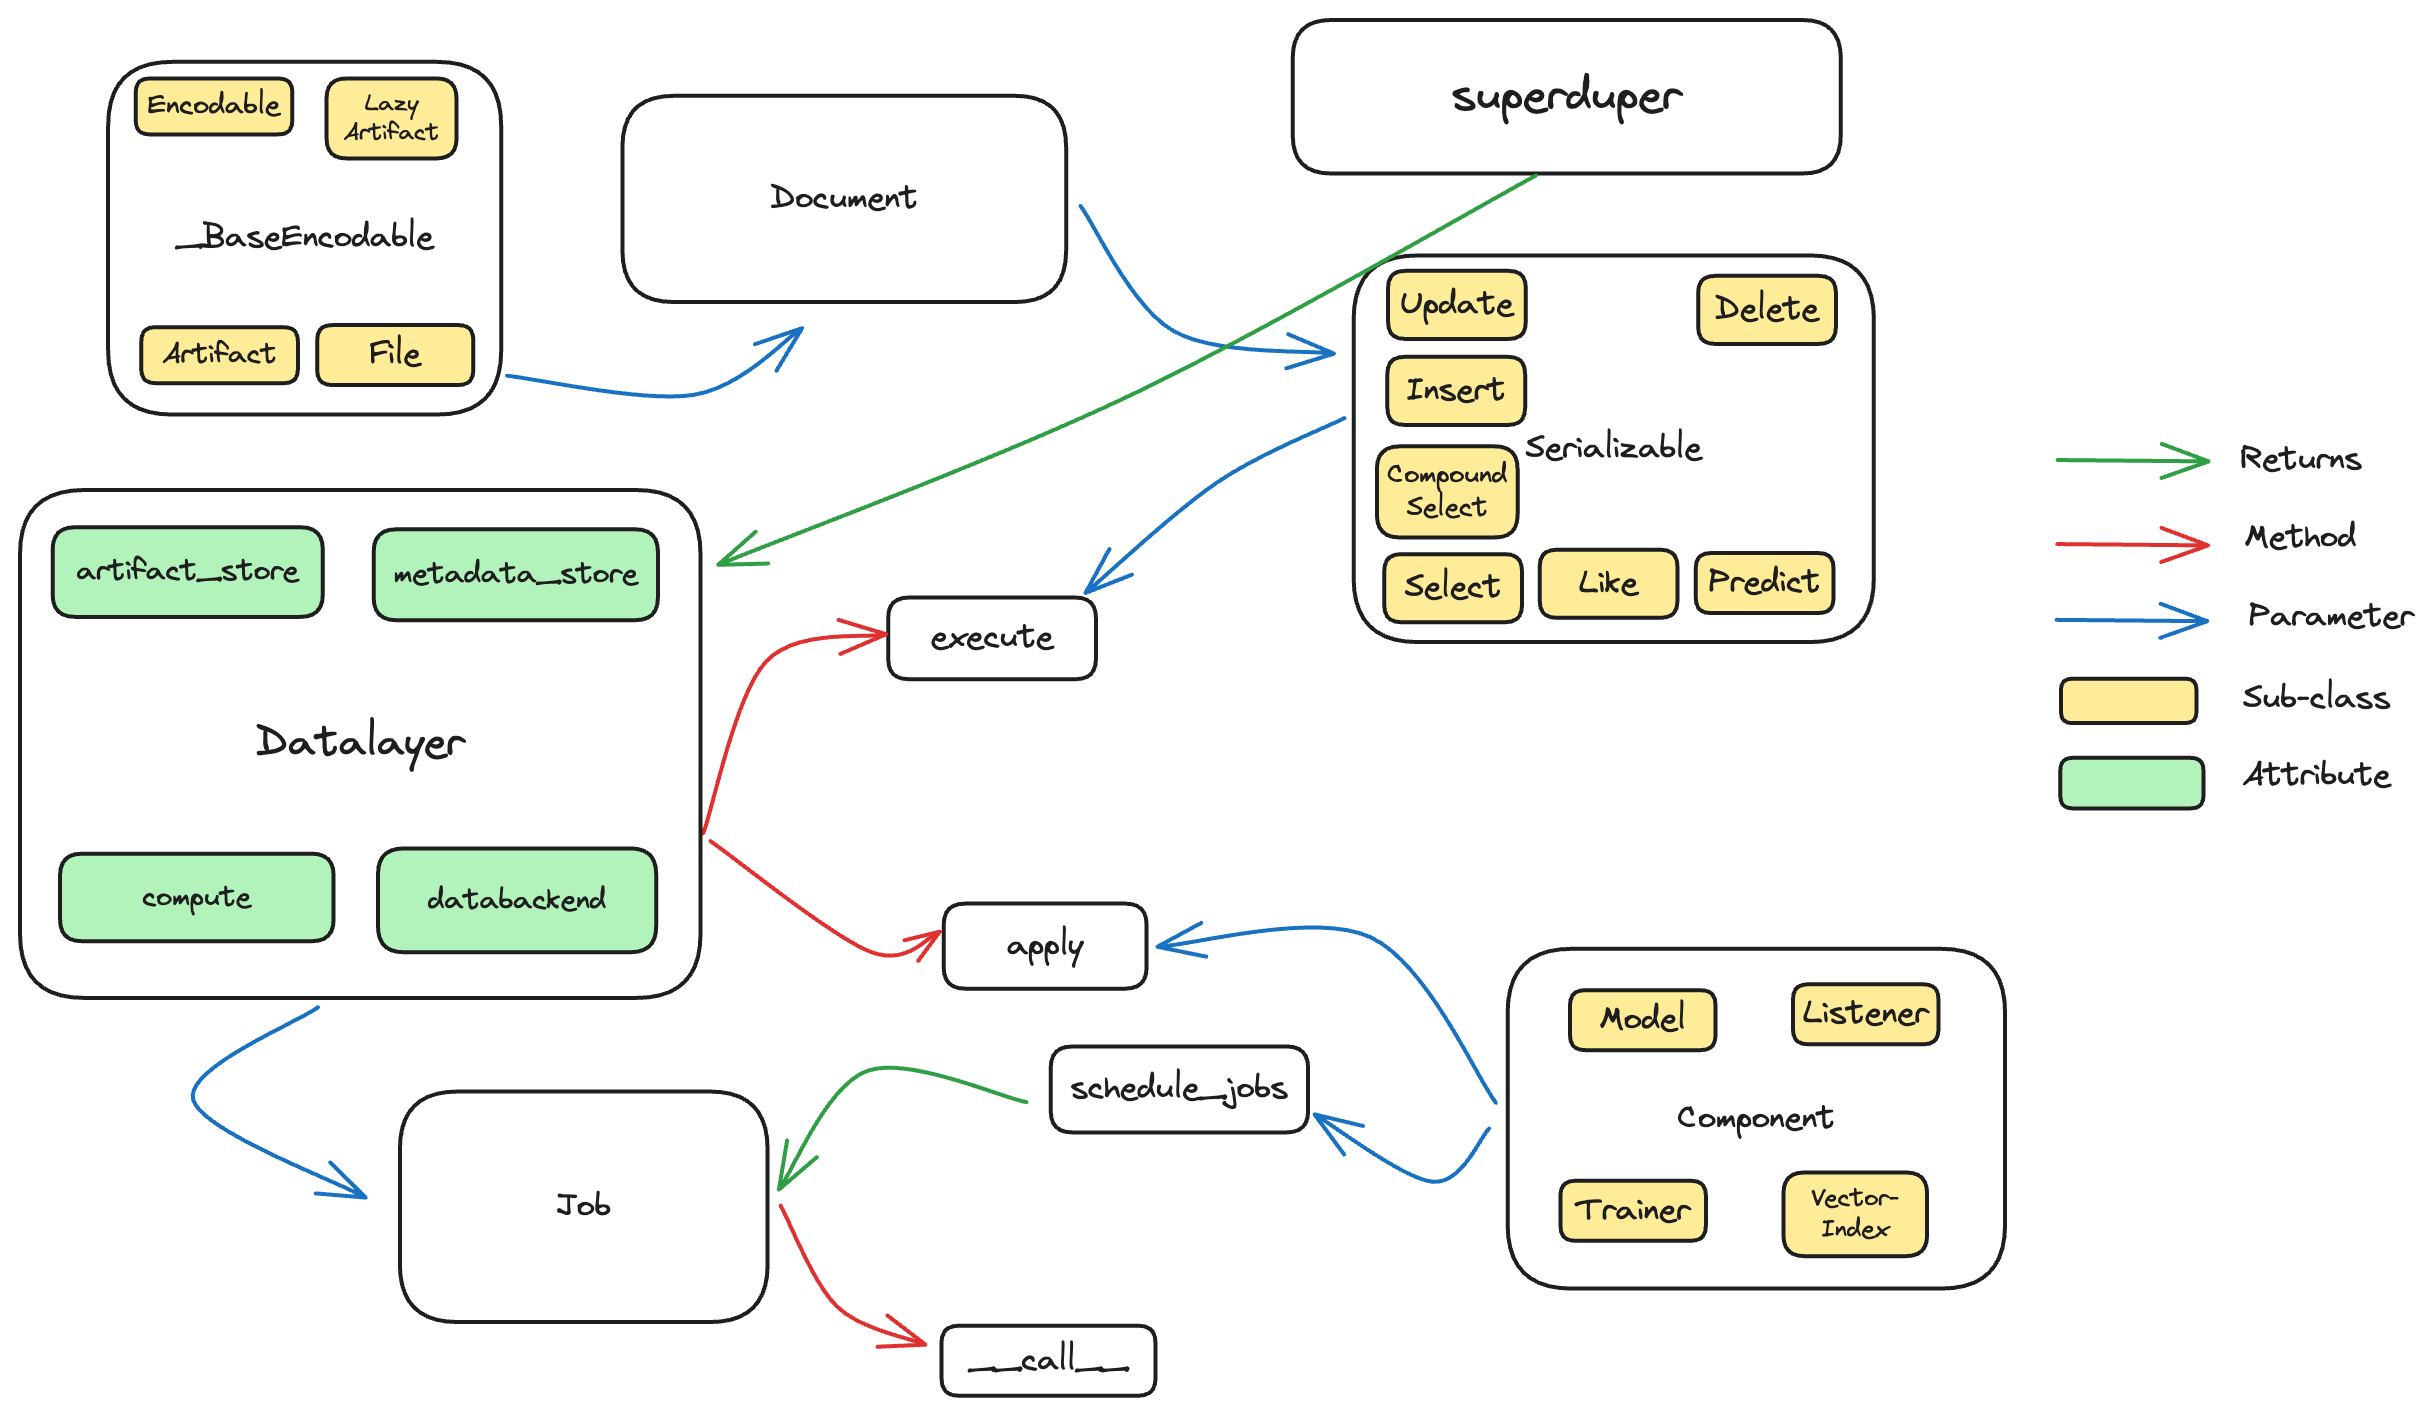 superduper
Encodable
Lazy
Artifact
_BaseEncodable
Artifact
File
Document
Update
Delete
Insert
Serializable
Compound
Select
Select
Like
Predict
Returns
Method
Parameter
Sub-class
Attribute
artifact_store
metadata_store
Datalayer
compute
databackend
execute
apply
schedule_jobs
Model
Listener
Component
Trainer
Vector-
Index
Job
__call__